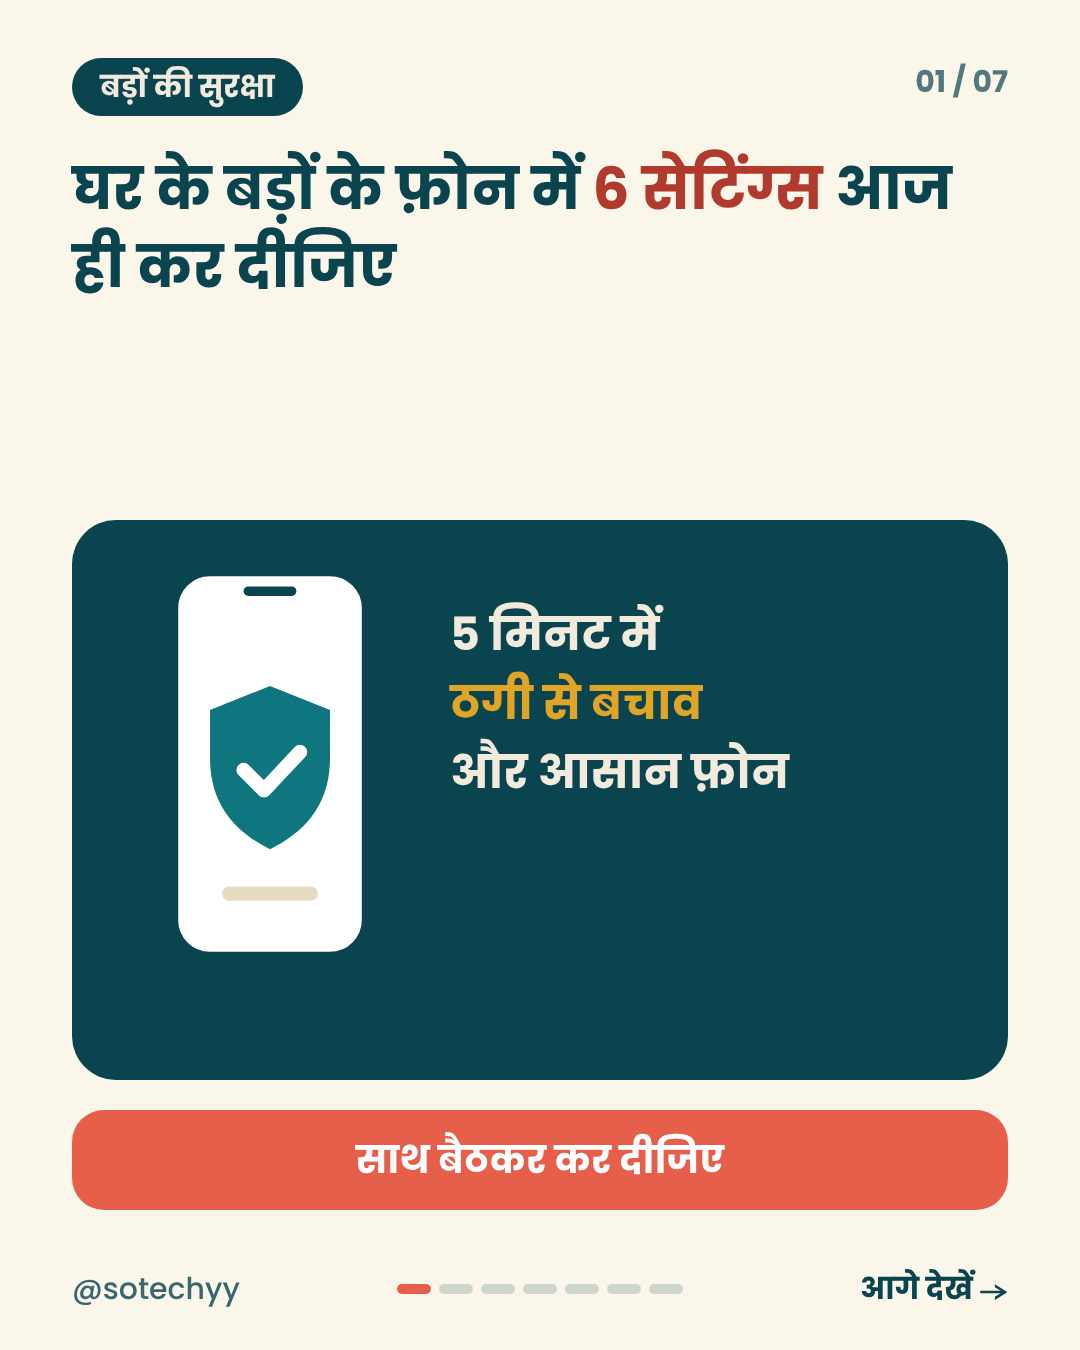 बड़ों की सुरक्षा
01 / 07
घर के बड़ों के फ़ोन में 6 सेटिंग्स आज
ही कर दीजिए
5 मिनट में
ठगी से बचाव
और आसान फ़ोन
साथ बैठकर कर दीजिए
@sotechyy
आगे देखें →